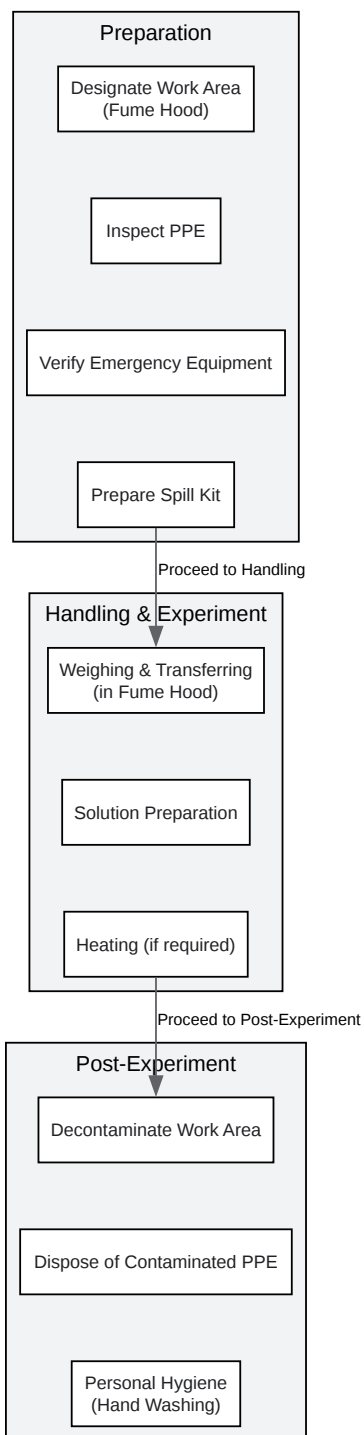 Preparation
Designate Work Area
(Fume Hood)
Inspect PPE
Verify Emergency Equipment
Prepare Spill Kit
Proceed to Handling
Handling & Experiment
Weighing & Transferring
(in Fume Hood)
Solution Preparation
Heating (if required)
Proceed to Post-Experiment
Post-Experiment
Decontaminate Work Area
Dispose of Contaminated PPE
Personal Hygiene
(Hand Washing)